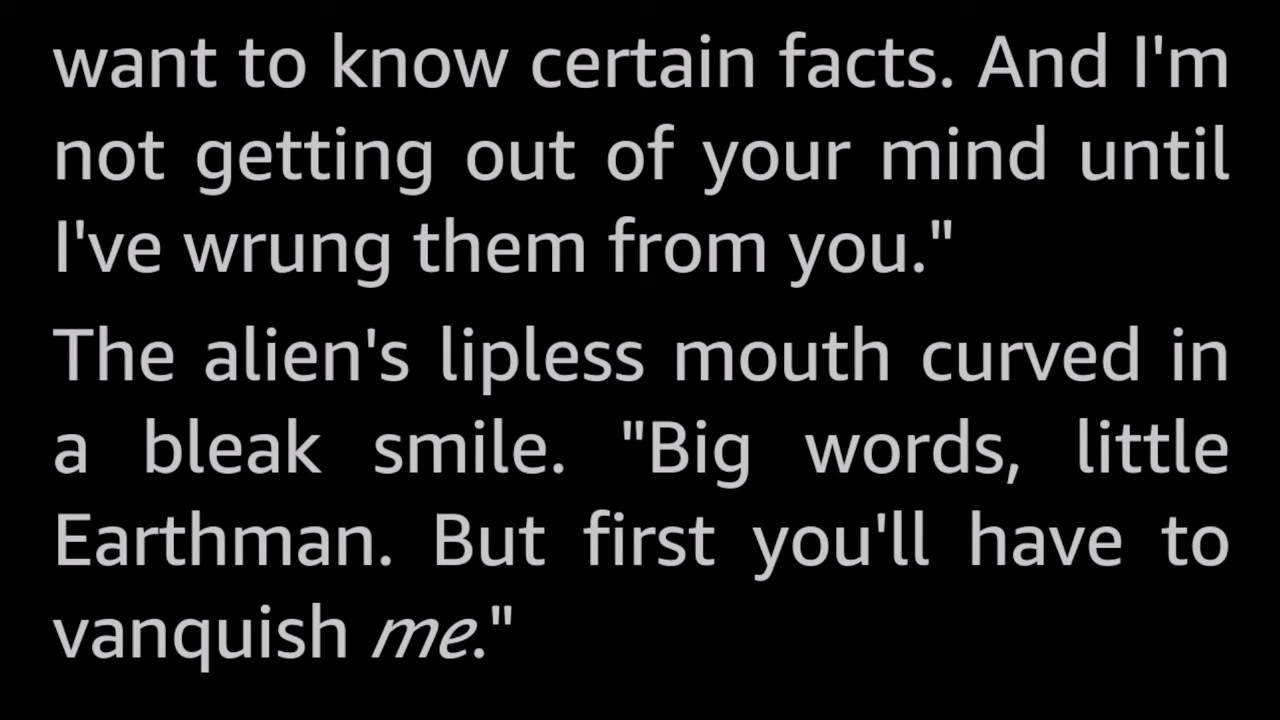 want to know certain facts. And I'm
not getting out of your mind until
I've wrung them from you."
The alien's lipless mouth curved in
a bleak smile. "Big words, little
Earthman. But first you'll have to
vanquish me."